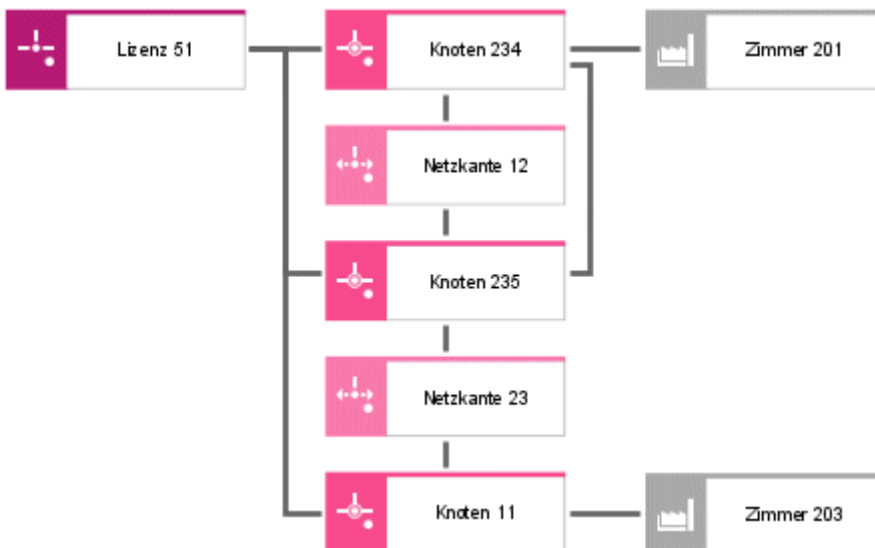 Lizenz 51
Knoten 234
Zimmer 201
Netzkante 12
Knoten 235
Netzkante 23
Knoten 11
Zimmer 203